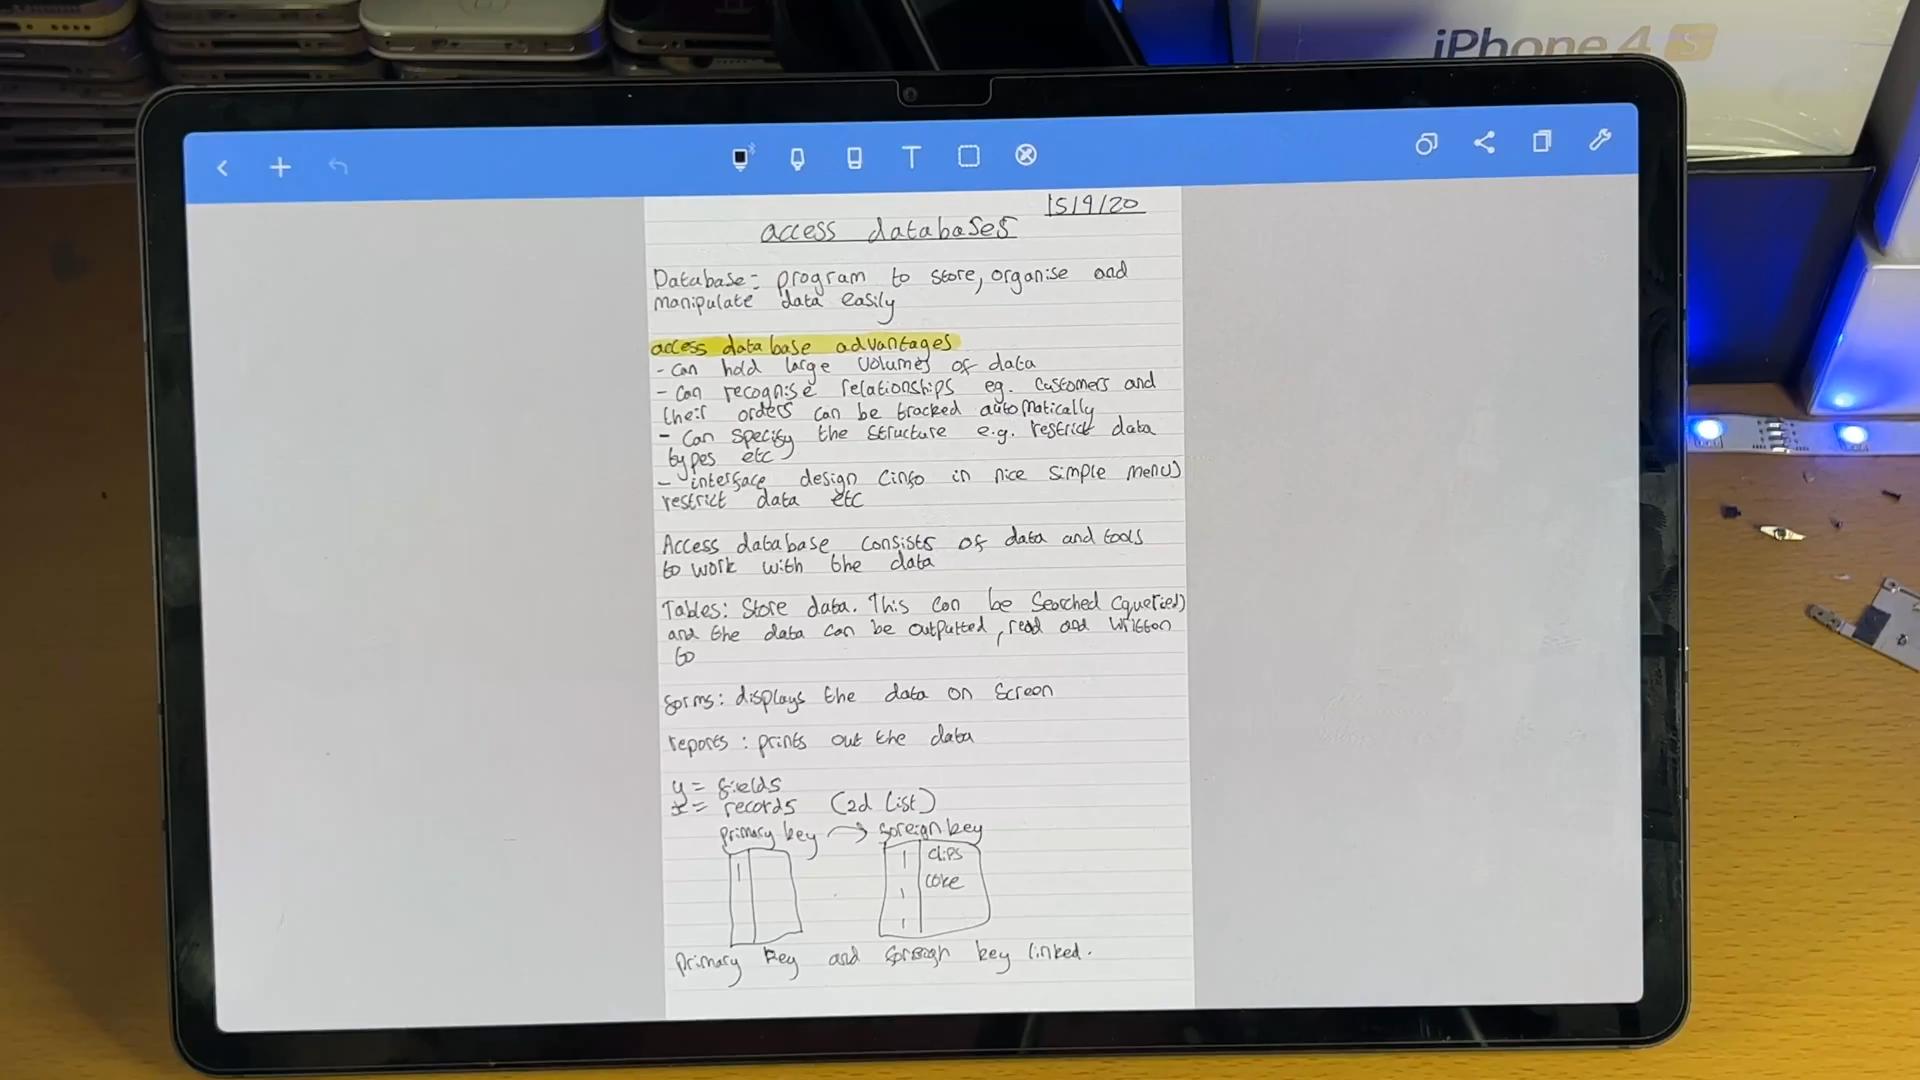 iPhone 4S
15/9/20
access databases
Database = program to store, organise and
manipulate data easily
access database advantages
- can hold large volumes of data
- can recognise relationships eg. customers and
their orders can be tracked automatically
- can specify the structure e.g. restrict data
types etc
- interface design (info in nice simple menus)
restrict data etc
Access database consists of data and tools
to work with the data
Tables: Store data. This can be Searched (queried)
and the data can be outputted, read and written
to
forms: displays the data on screen
reports: prints out the data
y = fields
x = records (2d list)
primary key → foreign key
1 1 clips
1 coke
1
Primary key and foreign key linked.